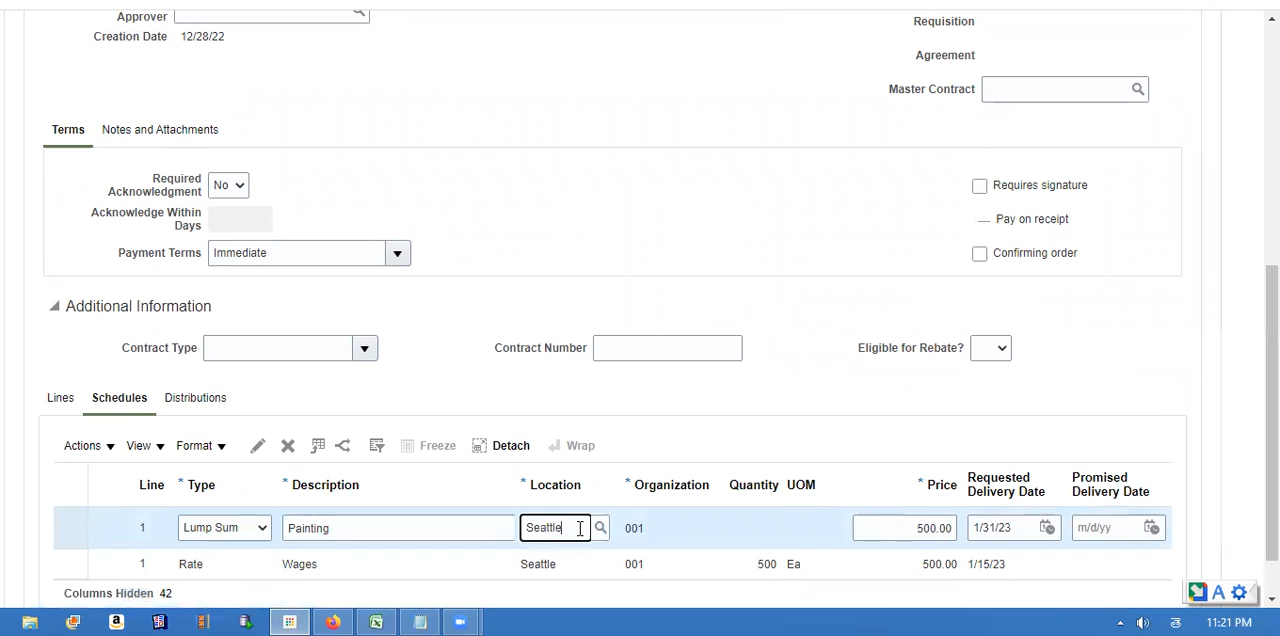 Approver
Requisition
Creation Date 12/28/22
Agreement
Master Contract
Terms Notes and Attachments
Required Acknowledgment No
Requires signature
Acknowledge Within Days
Pay on receipt
Payment Terms Immediate
Confirming order
Additional Information
Contract Type Contract Number Eligible for Rebate?
Lines Schedules Distributions
Actions View Format Freeze Detach Wrap
Line * Type * Description * Location * Organization Quantity UOM * Price Requested Delivery Date Promised Delivery Date
1 Lump Sum Painting Seattle 001 500.00 1/31/23 m/d/yy
1 Rate Wages Seattle 001 500 Ea 500.00 1/15/23
Columns Hidden 42
A
11:21 PM